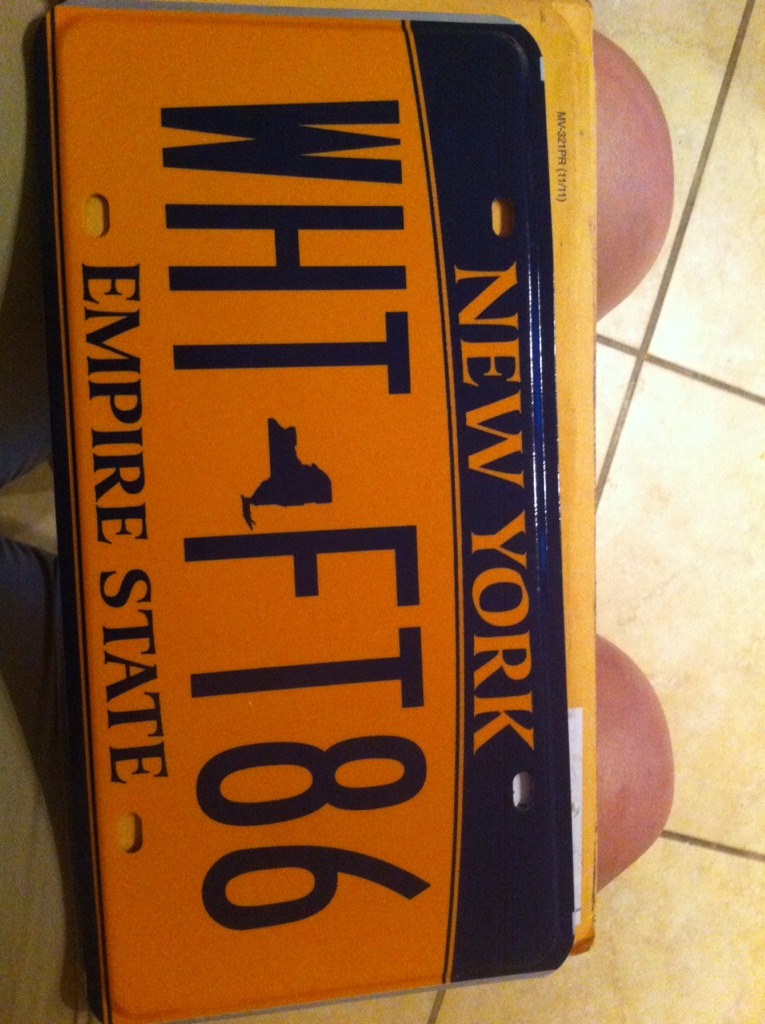 MV-321PR (11/11)
NEW YORK
WHT FT86
EMPIRE STATE